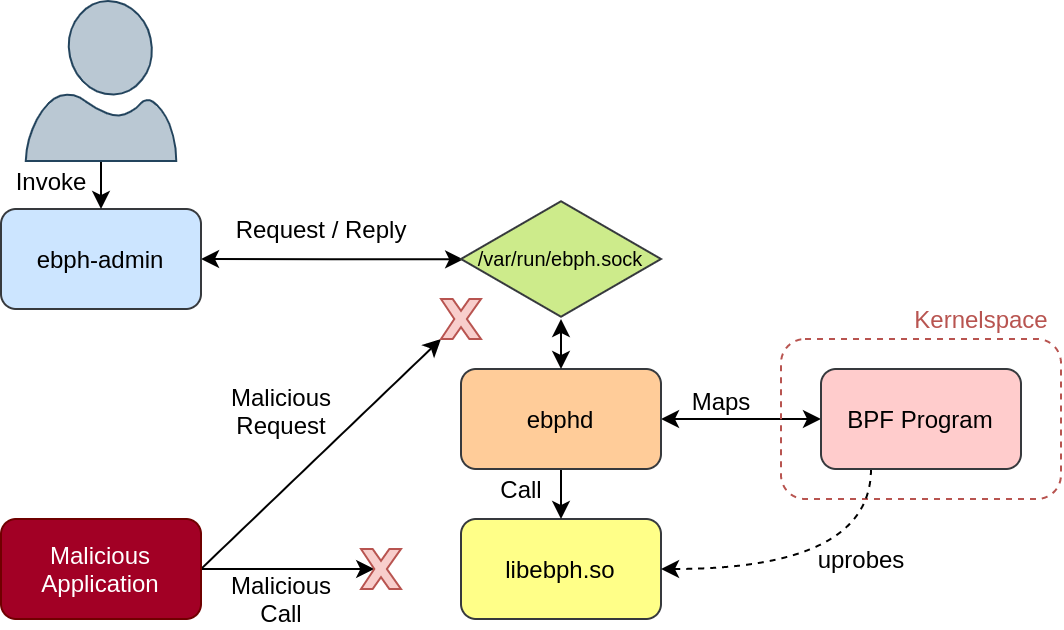 Invoke
ebph-admin
Request / Reply
/var/run/ebph.sock
Kernelspace
Malicious
Request
ebphd
Maps
BPF Program
Call
Malicious
Application
Malicious
Call
libebph.so
uprobes